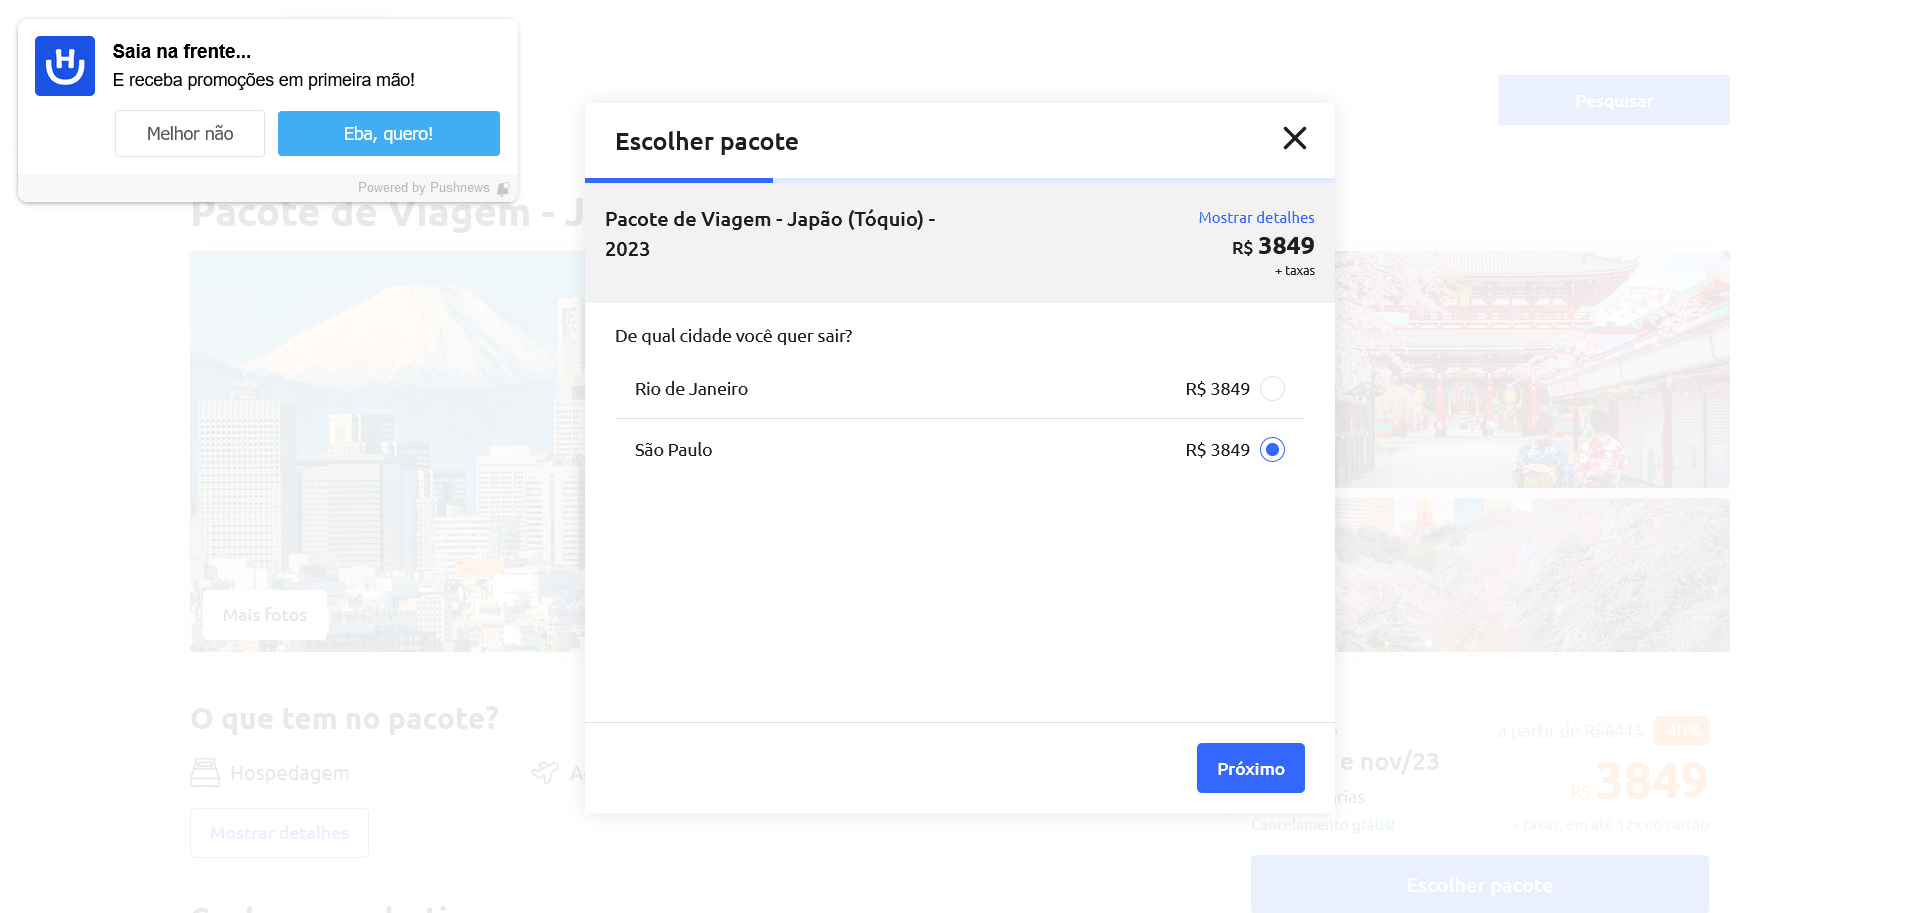 Saia na frente...
E receba promoções em primeira mão!
Melhor não
Eba, quero!
Powered by Pushnews
Pesquisar
Escolher pacote
Pacote de Viagem - J
Pacote de Viagem - Japão (Tóquio) -
2023
Mostrar detalhes
R$ 3849
+ taxas
De qual cidade você quer sair?
Rio de Janeiro
R$ 3849
São Paulo
R$ 3849
Mais fotos
Próximo
O que tem no pacote?
Hospedagem
Mostrar detalhes
a partir de R$6415
-40%
e nov/23
R$ 3849
Cancelamento grátis!
+ taxas, em até 12x no cartão
Escolher pacote